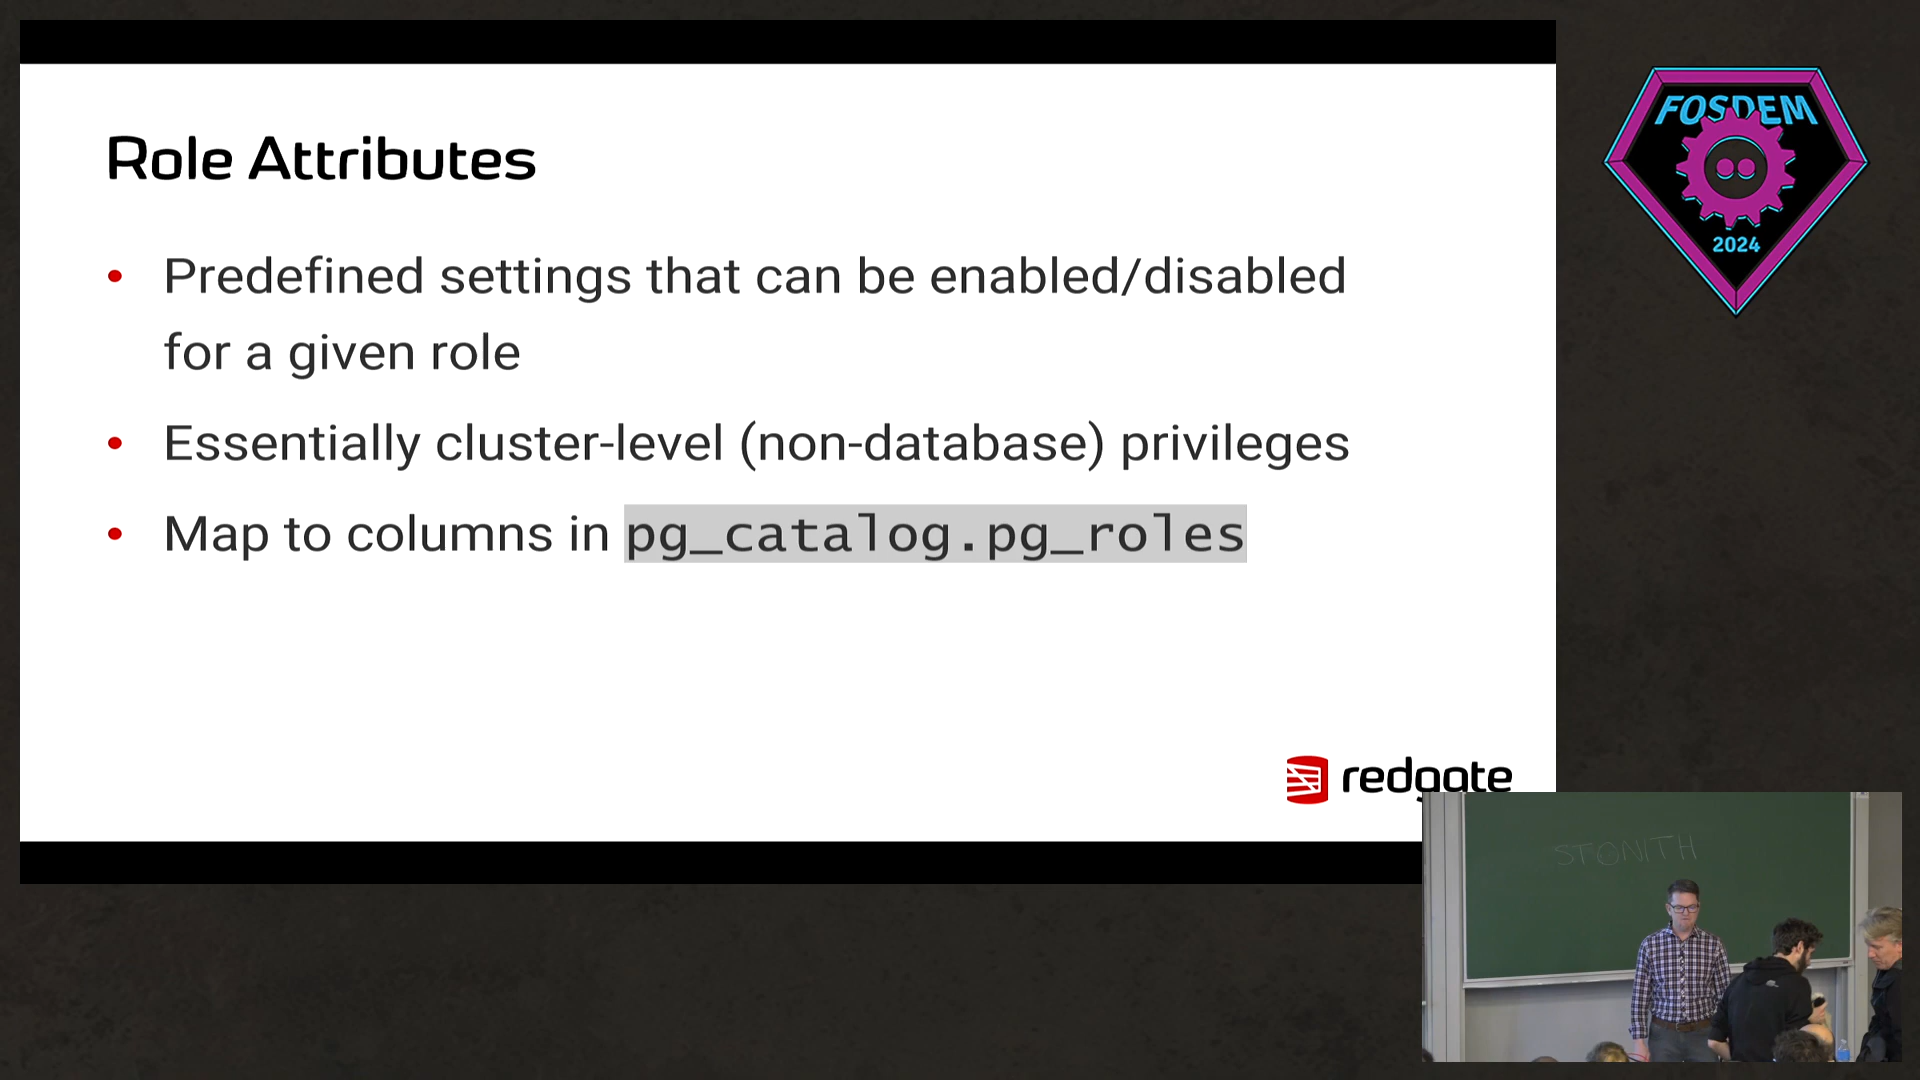 Role Attributes
• Predefined settings that can be enabled/disabled
for a given role
• Essentially cluster-level (non-database) privileges
• Map to columns in pg_catalog.pg_roles
redgate
FOSDEM
2024
STONITH